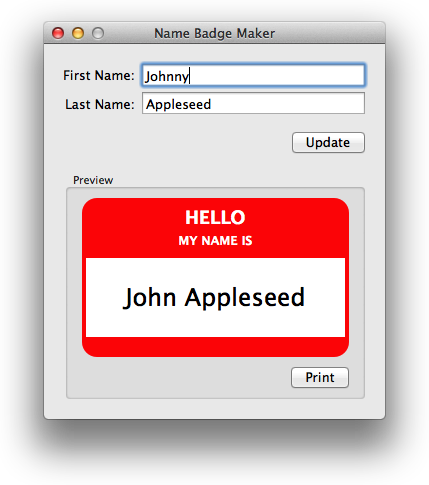 Name Badge Maker
First Name: Johnny
Last Name: Appleseed
Update
Preview
HELLO
MY NAME IS
John Appleseed
Print